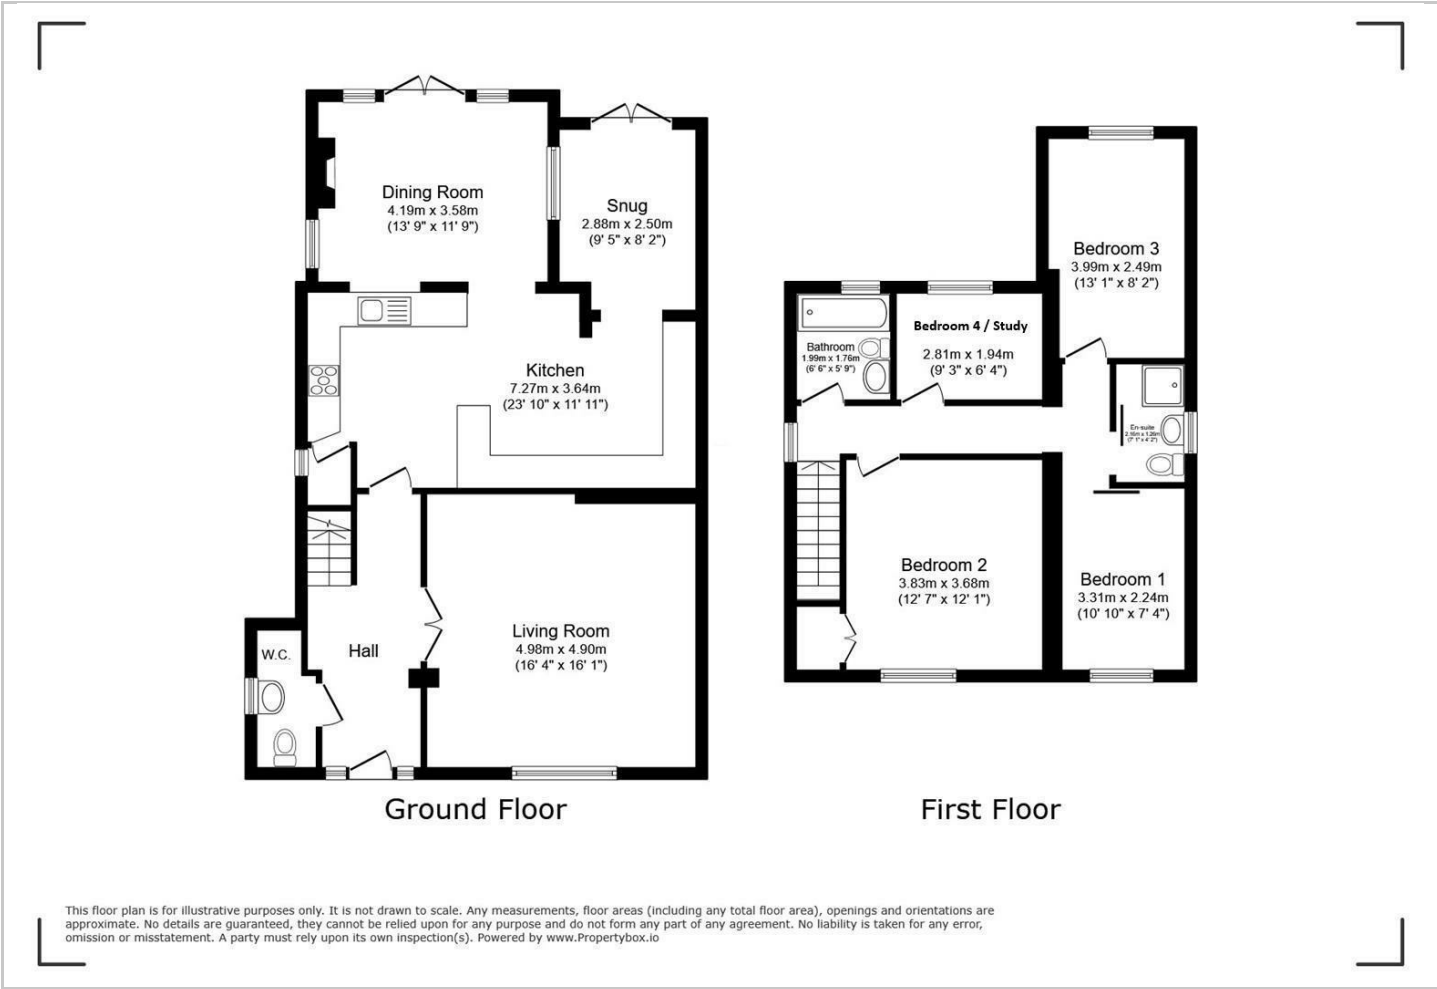 Dining Room
4.19m x 3.58m
(13' 9" x 11' 9")
Snug
2.88m x 2.50m
(9' 5" x 8' 2")
Kitchen
7.27m x 3.64m
(23' 10" x 11' 11")
Living Room
4.98m x 4.90m
(16' 4" x 16' 1")
Hall
W.C.
Ground Floor
Bedroom 3
3.99m x 2.49m
(13' 1" x 8' 2")
Bathroom
1.99m x 1.76m
(6' 6" x 5' 9")
Bedroom 4 / Study
2.81m x 1.94m
(9' 3" x 6' 4")
En-suite
2.16m x 1.26m
(7' 1" x 4' 2")
Bedroom 2
3.83m x 3.68m
(12' 7" x 12' 1")
Bedroom 1
3.31m x 2.24m
(10' 10" x 7' 4")
First Floor
This floor plan is for illustrative purposes only. It is not drawn to scale. Any measurements, floor areas (including any total floor area), openings and orientations are
approximate. No details are guaranteed, they cannot be relied upon for any purpose and do not form any part of any agreement. No liability is taken for any error,
omission or misstatement. A party must rely upon its own inspection(s). Powered by www.Propertybox.io